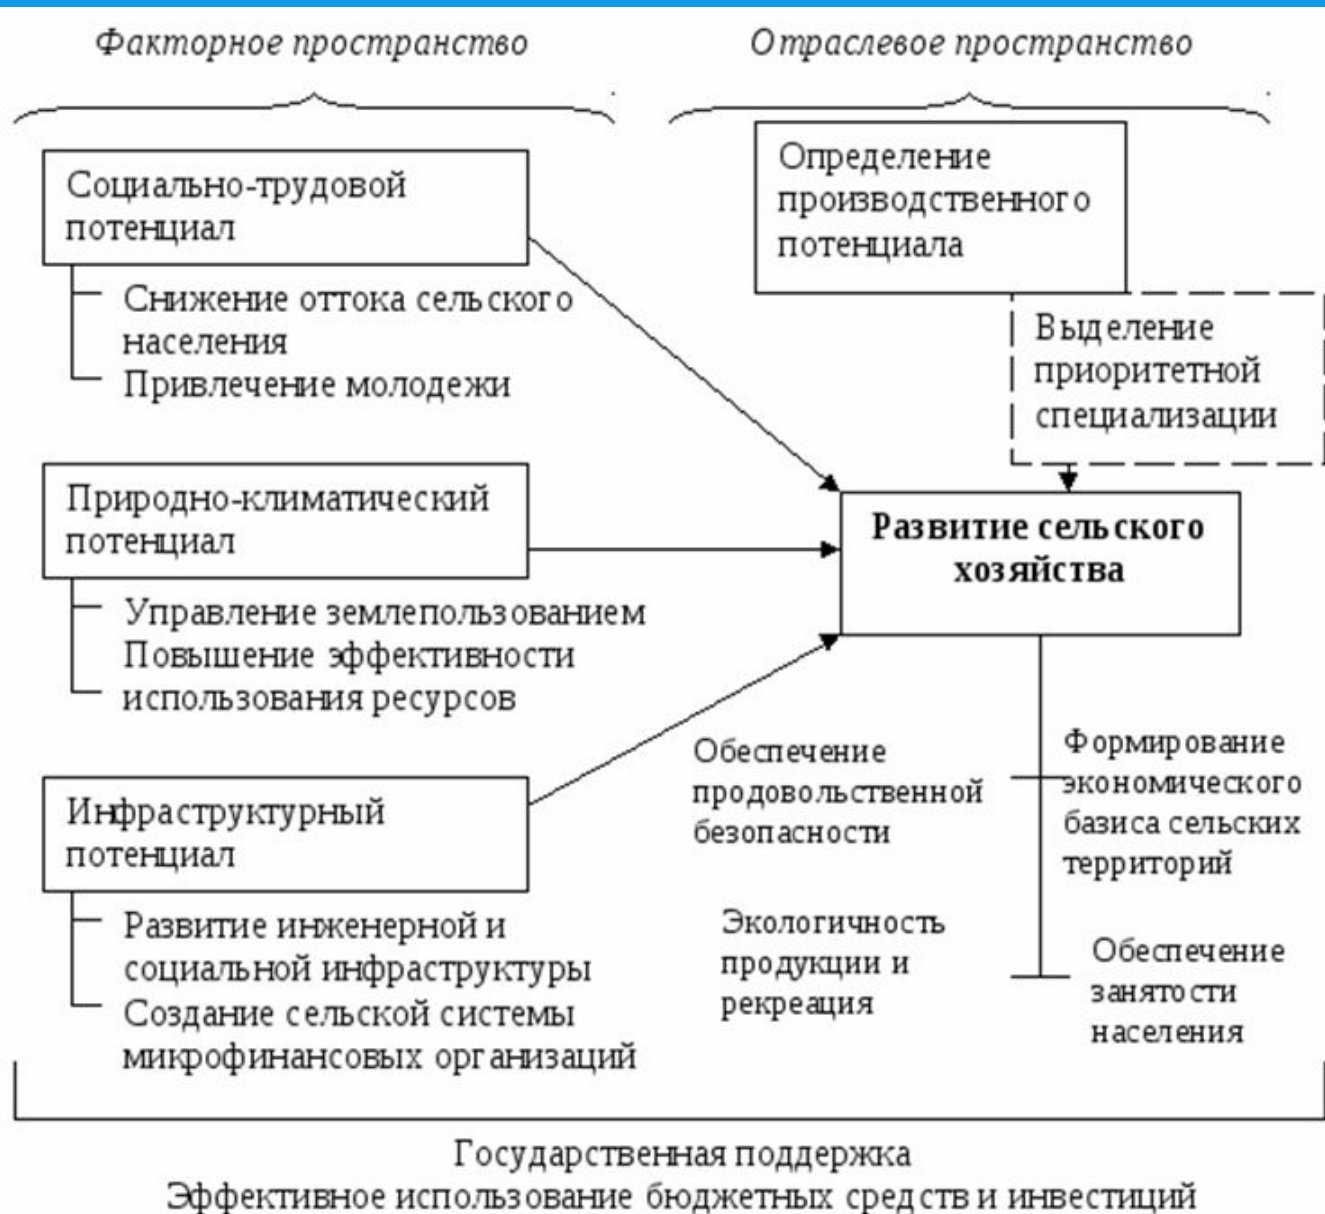 Факторное пространство
Отраслевое пространство
Социально-трудовой
потенциал
Снижение оттока сельского
населения
Привлечение молодежи
Природно-климатический
потенциал
Управление землепользованием
Повышение эффективности
использования ресурсов
Инфраструктурный
потенциал
Развитие инженерной и
социальной инфраструктуры
Создание сельской системы
микрофинансовых организаций
Определение
производственного
потенциала
Выделение
приоритетной
специализации
Развитие сельского
хозяйства
Обеспечение
продовольственной
безопасности
Формирование
экономического
базиса сельских
территорий
Экологичность
продукции и
рекреация
Обеспечение
занятости
населения
Государственная поддержка
Эффективное использование бюджетных средств и инвестиций